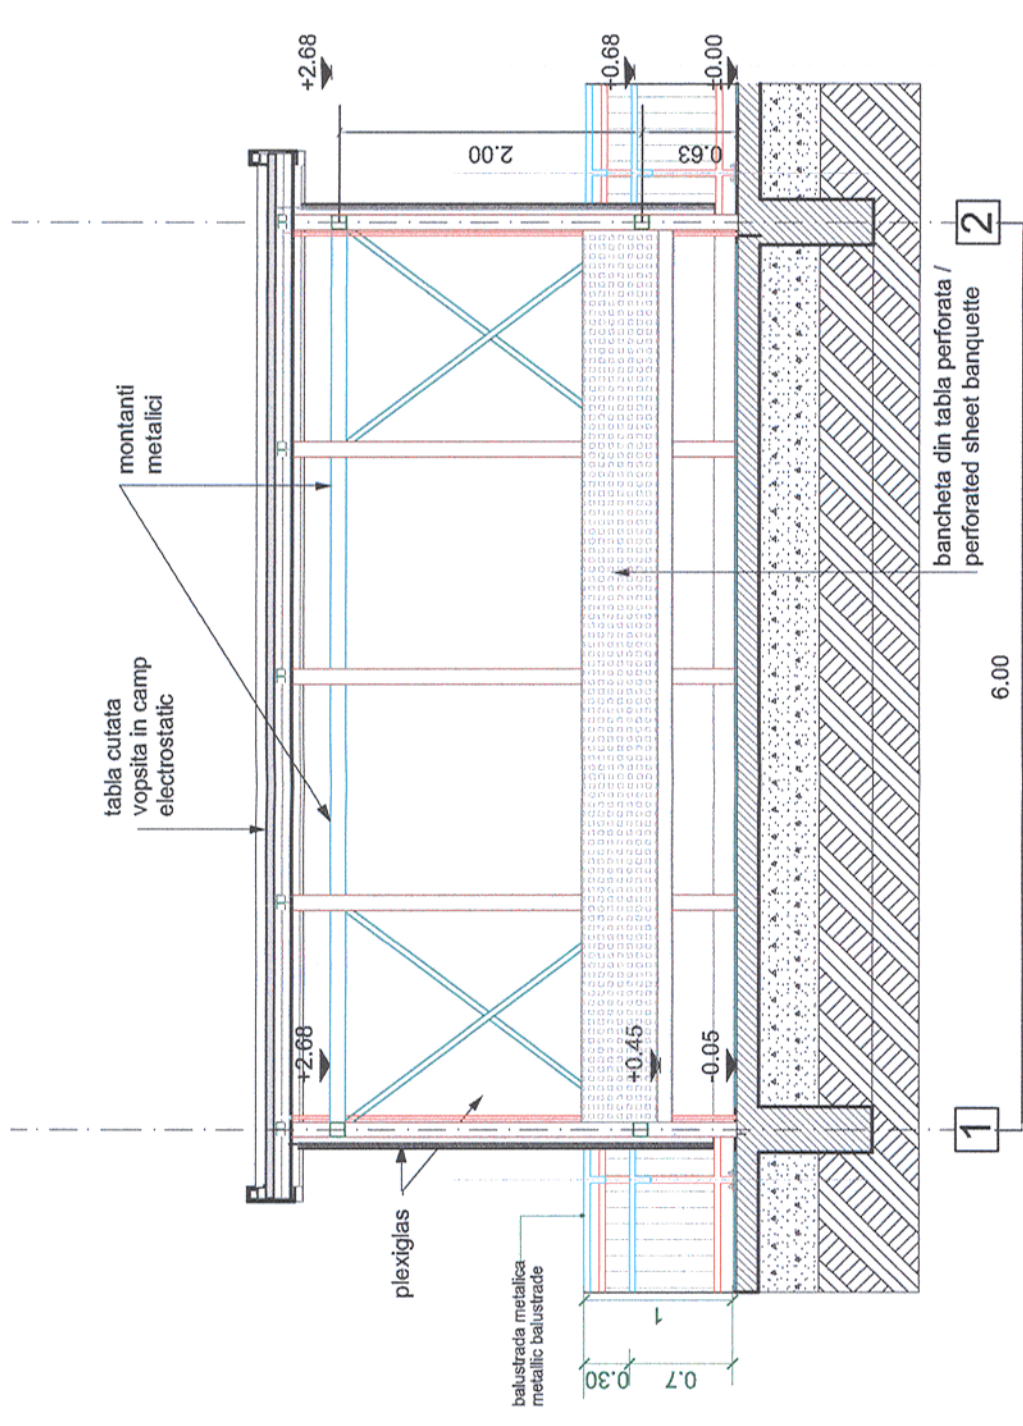 tabla cutata
vopsita in camp
electrostatic
montanti
metalici
+2.68
-0.68
-0.00
2.00
0.63
+2.68
+0.45
-0.05
plexiglas
balustrada metalica
metallic balustrade
0.30
0.7
1
bancheta din tabla perforata /
perforated sheet banquette
1
6.00
2